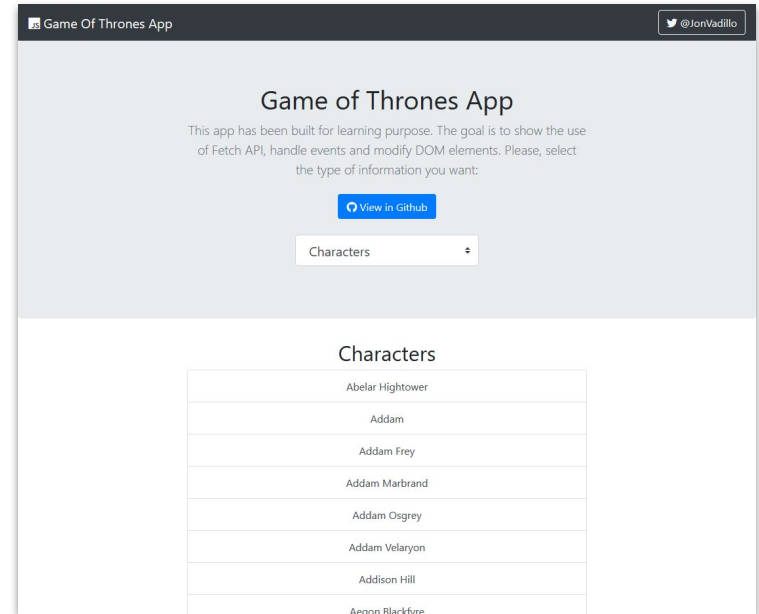 JS Game Of Thrones App
@JonVadillo
Game of Thrones App
This app has been built for learning purpose. The goal is to show the use
of Fetch API, handle events and modify DOM elements. Please, select
the type of information you want:
View in Github
Characters
Characters
Abelar Hightower
Addam
Addam Frey
Addam Marbrand
Addam Osgrey
Addam Velaryon
Addison Hill
Aegon Blackfyre